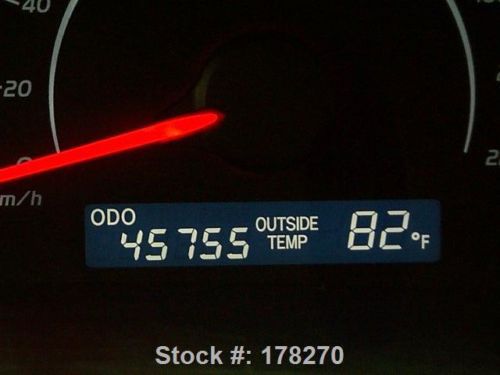 40
20
0
m/h
ODO 45755 OUTSIDE TEMP 82°F
Stock #: 178270